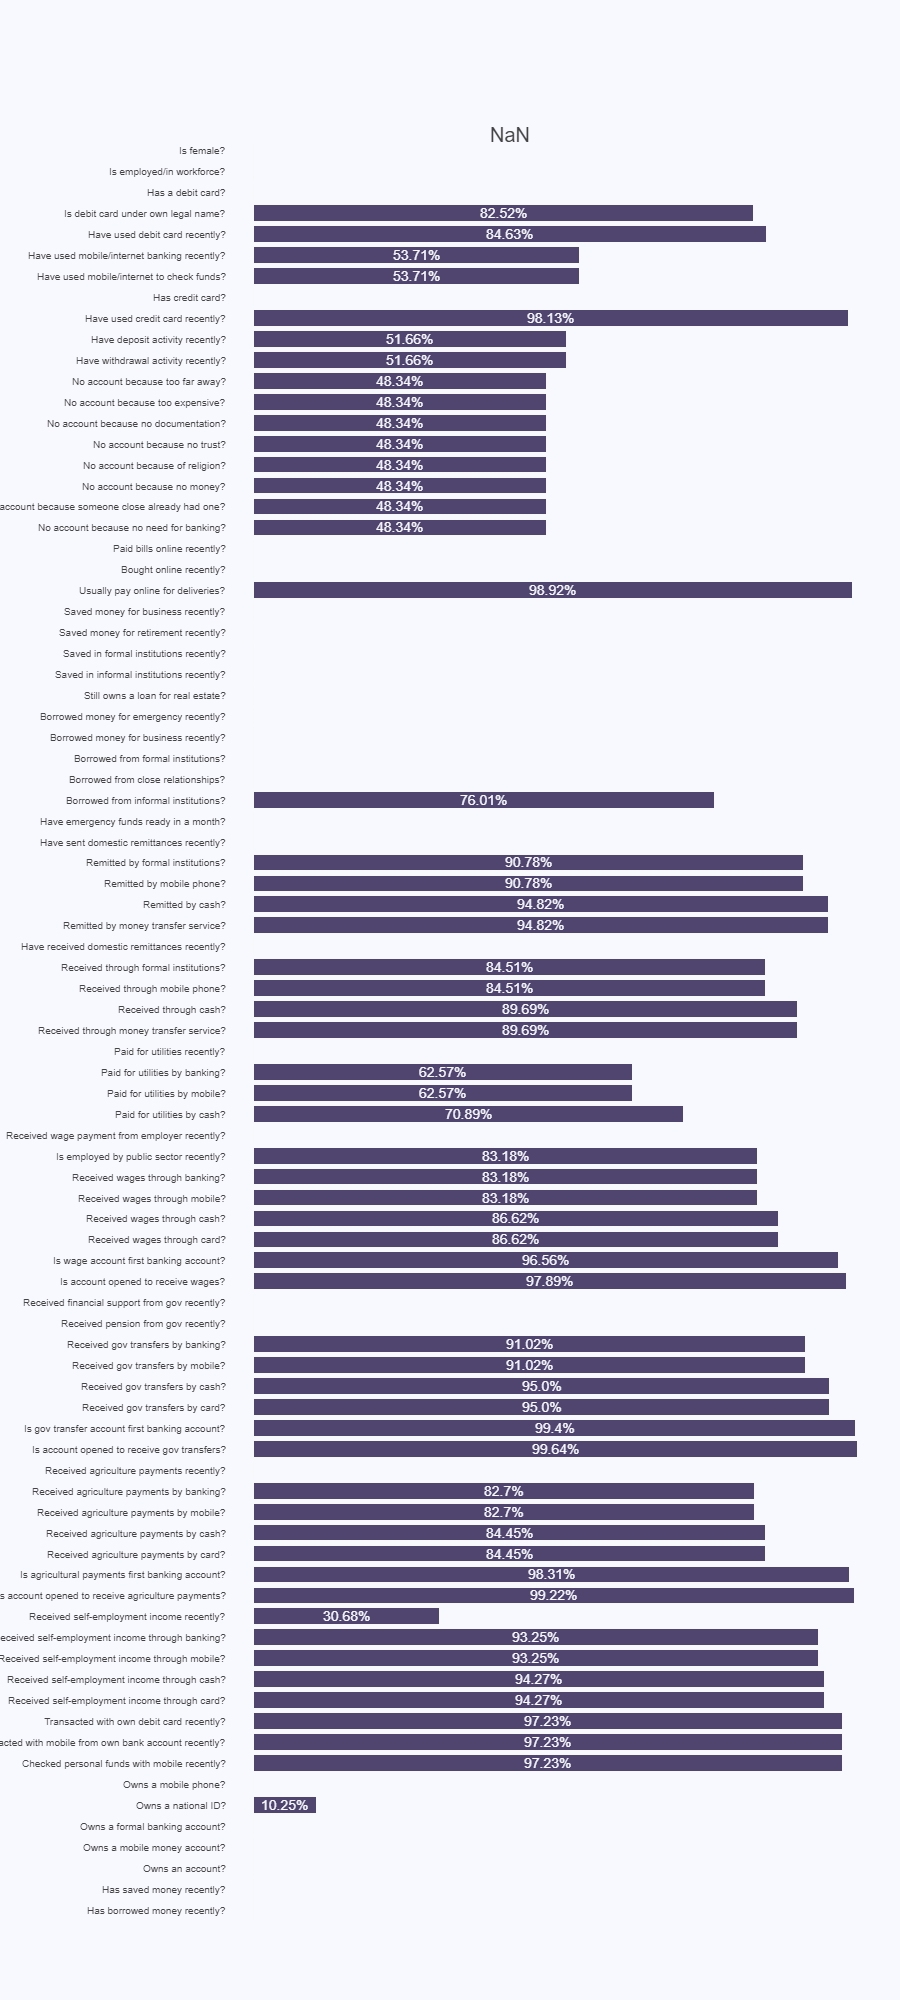 NaN
Is female?
Is employed/in workforce?
Has a debit card?
Is debit card under own legal name? 82.52%
Have used debit card recently? 84.63%
Have used mobile/internet banking recently? 53.71%
Have used mobile/internet to check funds? 53.71%
Has credit card?
Have used credit card recently? 98.13%
Have deposit activity recently? 51.66%
Have withdrawal activity recently? 51.66%
No account because too far away? 48.34%
No account because too expensive? 48.34%
No account because no documentation? 48.34%
No account because no trust? 48.34%
No account because of religion? 48.34%
No account because no money? 48.34%
account because someone close already had one? 48.34%
No account because no need for banking? 48.34%
Paid bills online recently?
Bought online recently?
Usually pay online for deliveries? 98.92%
Saved money for business recently?
Saved money for retirement recently?
Saved in formal institutions recently?
Saved in informal institutions recently?
Still owns a loan for real estate?
Borrowed money for emergency recently?
Borrowed money for business recently?
Borrowed from formal institutions?
Borrowed from close relationships?
Borrowed from informal institutions? 76.01%
Have emergency funds ready in a month?
Have sent domestic remittances recently?
Remitted by formal institutions? 90.78%
Remitted by mobile phone? 90.78%
Remitted by cash? 94.82%
Remitted by money transfer service? 94.82%
Have received domestic remittances recently?
Received through formal institutions? 84.51%
Received through mobile phone? 84.51%
Received through cash? 89.69%
Received through money transfer service? 89.69%
Paid for utilities recently?
Paid for utilities by banking? 62.57%
Paid for utilities by mobile? 62.57%
Paid for utilities by cash? 70.89%
Received wage payment from employer recently?
Is employed by public sector recently? 83.18%
Received wages through banking? 83.18%
Received wages through mobile? 83.18%
Received wages through cash? 86.62%
Received wages through card? 86.62%
Is wage account first banking account? 96.56%
Is account opened to receive wages? 97.89%
Received financial support from gov recently?
Received pension from gov recently?
Received gov transfers by banking? 91.02%
Received gov transfers by mobile? 91.02%
Received gov transfers by cash? 95.0%
Received gov transfers by card? 95.0%
Is gov transfer account first banking account? 99.4%
Is account opened to receive gov transfers? 99.64%
Received agriculture payments recently?
Received agriculture payments by banking? 82.7%
Received agriculture payments by mobile? 82.7%
Received agriculture payments by cash? 84.45%
Received agriculture payments by card? 84.45%
Is agricultural payments first banking account? 98.31%
s account opened to receive agriculture payments? 99.22%
Received self-employment income recently? 30.68%
eceived self-employment income through banking? 93.25%
Received self-employment income through mobile? 93.25%
Received self-employment income through cash? 94.27%
Received self-employment income through card? 94.27%
Transacted with own debit card recently? 97.23%
acted with mobile from own bank account recently? 97.23%
Checked personal funds with mobile recently? 97.23%
Owns a mobile phone?
Owns a national ID? 10.25%
Owns a formal banking account?
Owns a mobile money account?
Owns an account?
Has saved money recently?
Has borrowed money recently?